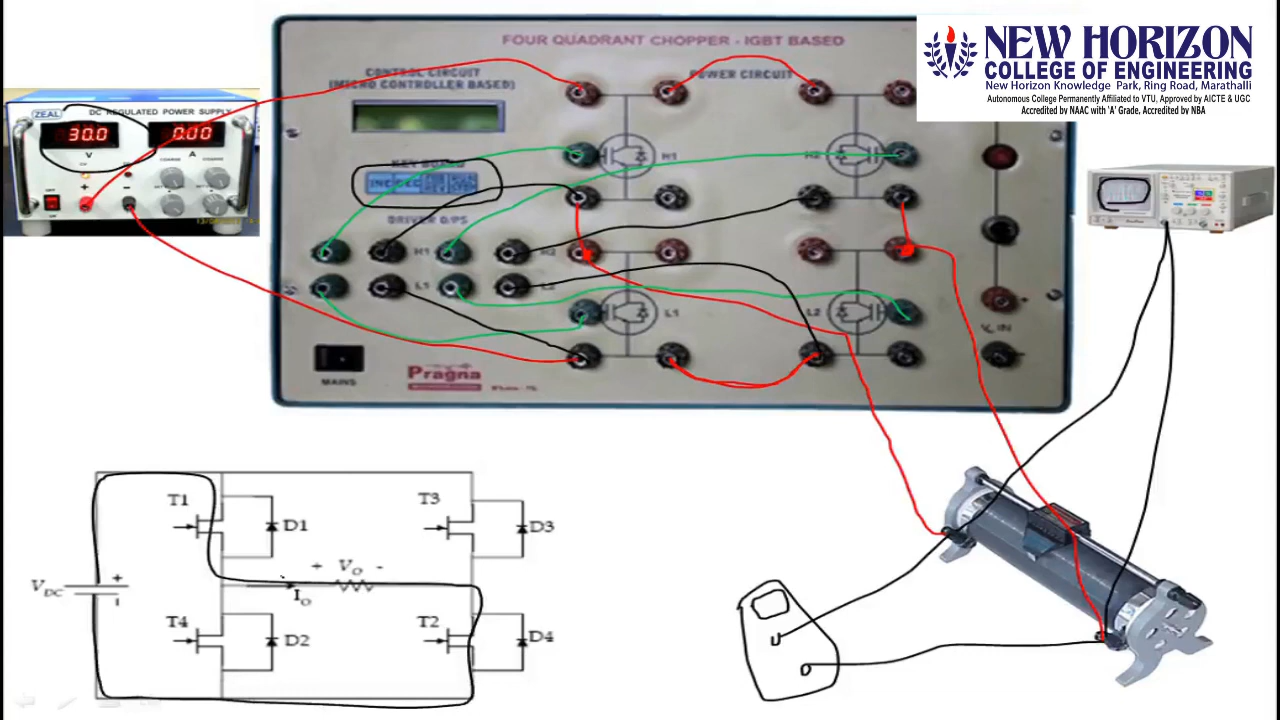 NEW HORIZON
COLLEGE OF ENGINEERING
New Horizon Knowledge Park, Ring Road, Marathalli
Autonomous College Permanently Affiliated to VTU, Approved by AICTE & UGC
Accredited by NAAC with 'A' Grade, Accredited by NBA
FOUR QUADRANT CHOPPER - IGBT BASED
CONTROL CIRCUIT
(MICRO CONTROLLER BASED)
POWER CIRCUIT
ZEAL
DC REGULATED POWER SUPPLY
30.0
0.00
V
A
+
-
KEY BOARD
INC DEC
DRIVER O/PS
H1
H2
H1
H2
L1
L2
L1
L2
V IN
+
-
MAINS
Pragna
T1
D1
T3
D3
+ VO -
VDC
+
IO
T4
D2
T2
D4